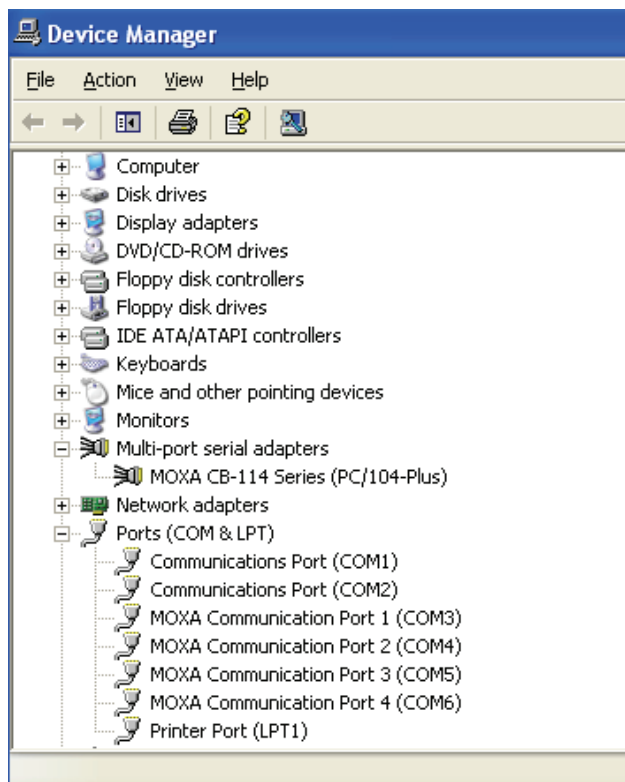 Device Manager
File Action View Help
Computer
Disk drives
Display adapters
DVD/CD-ROM drives
Floppy disk controllers
Floppy disk drives
IDE ATA/ATAPI controllers
Keyboards
Mice and other pointing devices
Monitors
Multi-port serial adapters
MOXA CB-114 Series (PC/104-Plus)
Network adapters
Ports (COM & LPT)
Communications Port (COM1)
Communications Port (COM2)
MOXA Communication Port 1 (COM3)
MOXA Communication Port 2 (COM4)
MOXA Communication Port 3 (COM5)
MOXA Communication Port 4 (COM6)
Printer Port (LPT1)